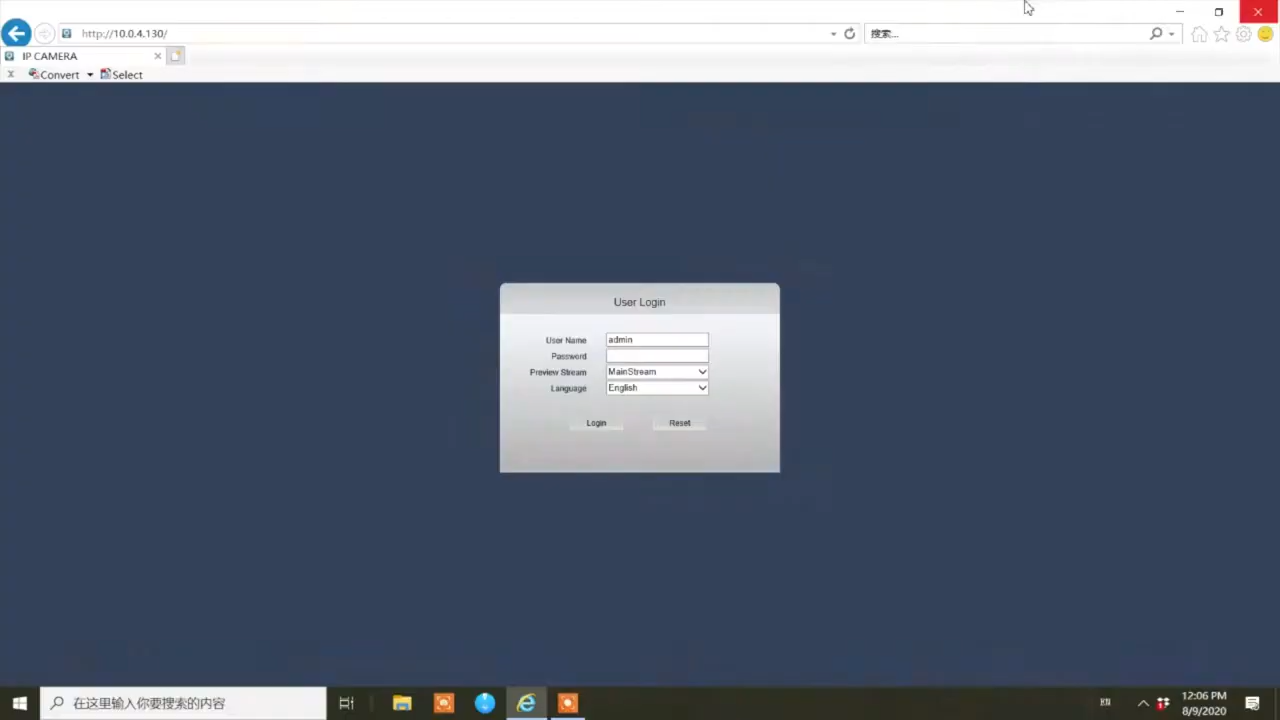 http://10.0.4.130/
搜索...
IP CAMERA
x Convert Select
User Login
User Name admin
Password
Preview Stream MainStream
Language English
Login Reset
在这里输入你要搜索的内容
12:06 PM
8/9/2020